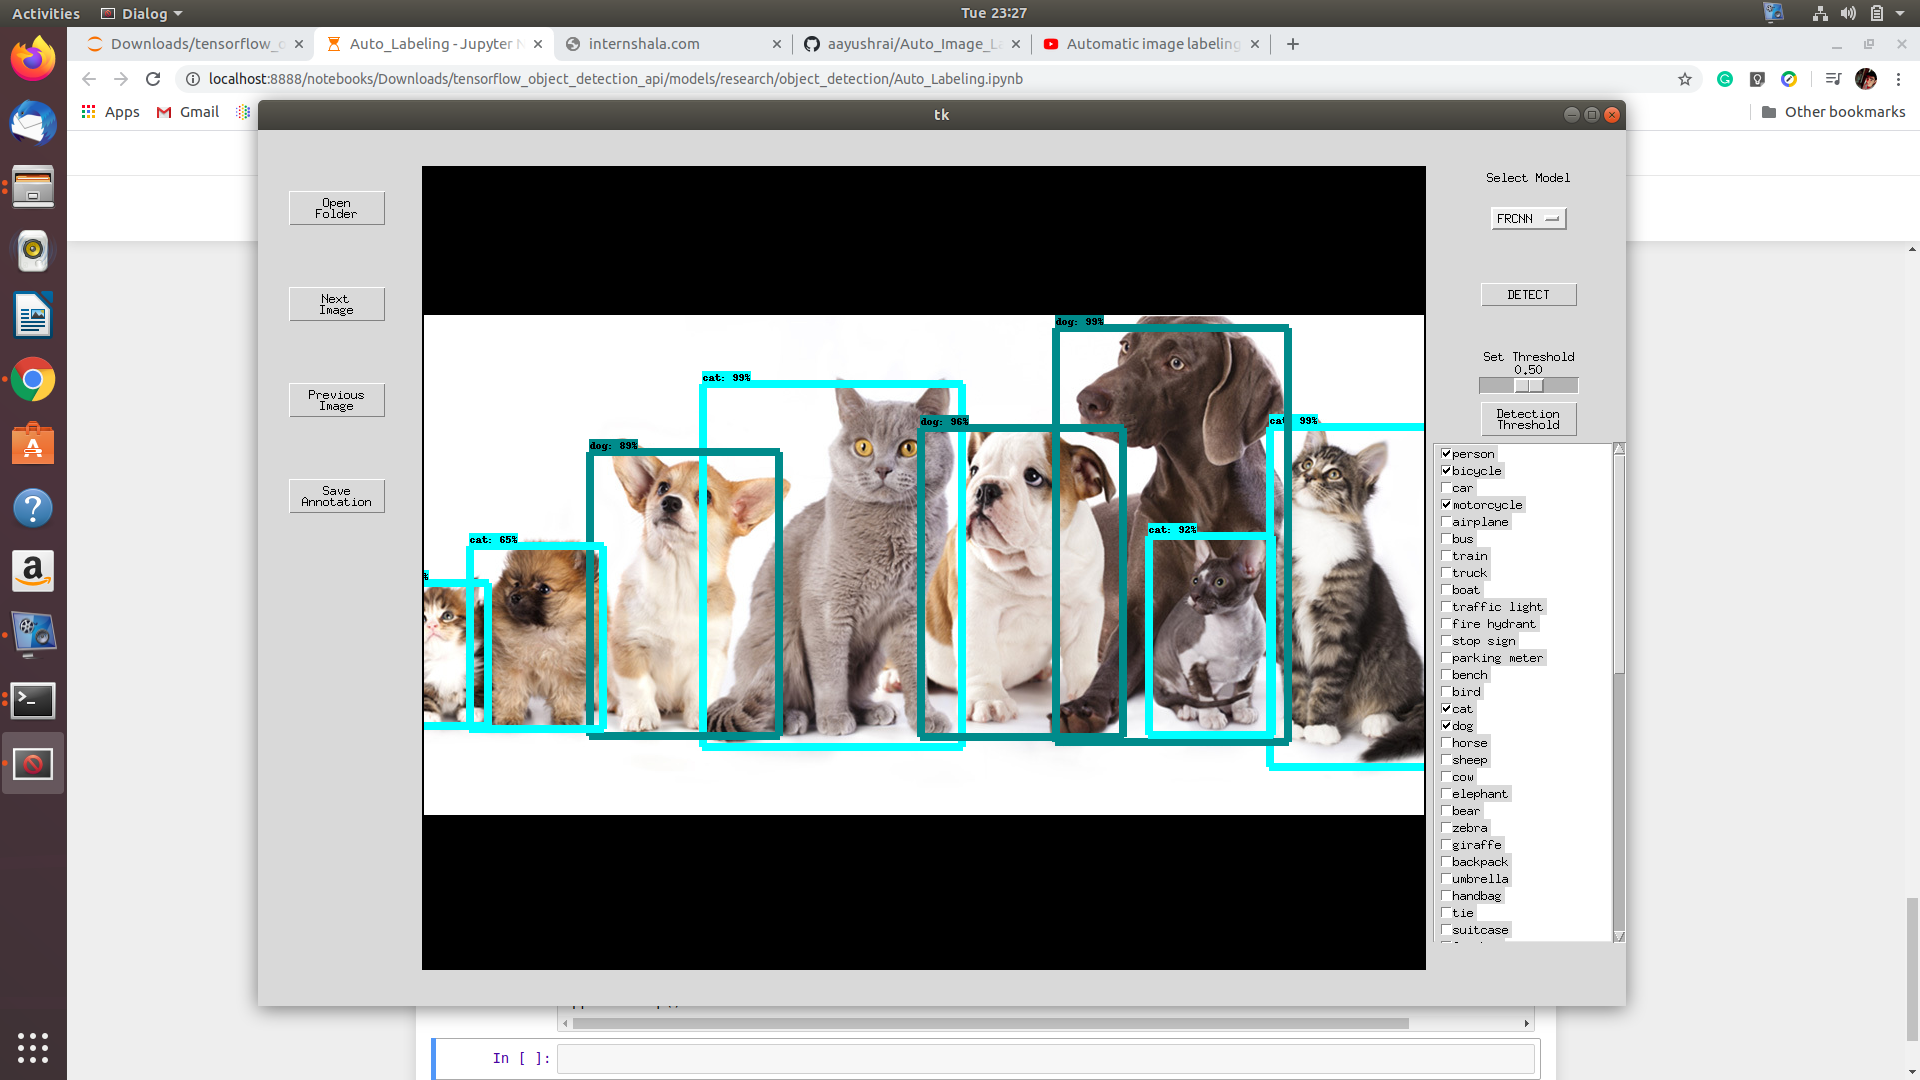 Activities
Dialog
Tue 23:27
Downloads/tensorflow_o
Auto_Labeling - Jupyter N
internshala.com
aayushrai/Auto_Image_La
Automatic image labeling
localhost:8888/notebooks/Downloads/tensorflow_object_detection_api/models/research/object_detection/Auto_Labeling.ipynb
Apps
Gmail
Other bookmarks
tk
Open
Folder
Next
Image
Previous
Image
Save
Annotation
dog: 99%
cat: 99%
dog: 96%
cat: 99%
dog: 89%
cat: 92%
cat: 65%
%
Select Model
FRCNN
DETECT
Set Threshold
0.50
Detection
Threshold
person
bicycle
car
motorcycle
airplane
bus
train
truck
boat
traffic light
fire hydrant
stop sign
parking meter
bench
bird
cat
dog
horse
sheep
cow
elephant
bear
zebra
giraffe
backpack
umbrella
handbag
tie
suitcase
In [ ]: